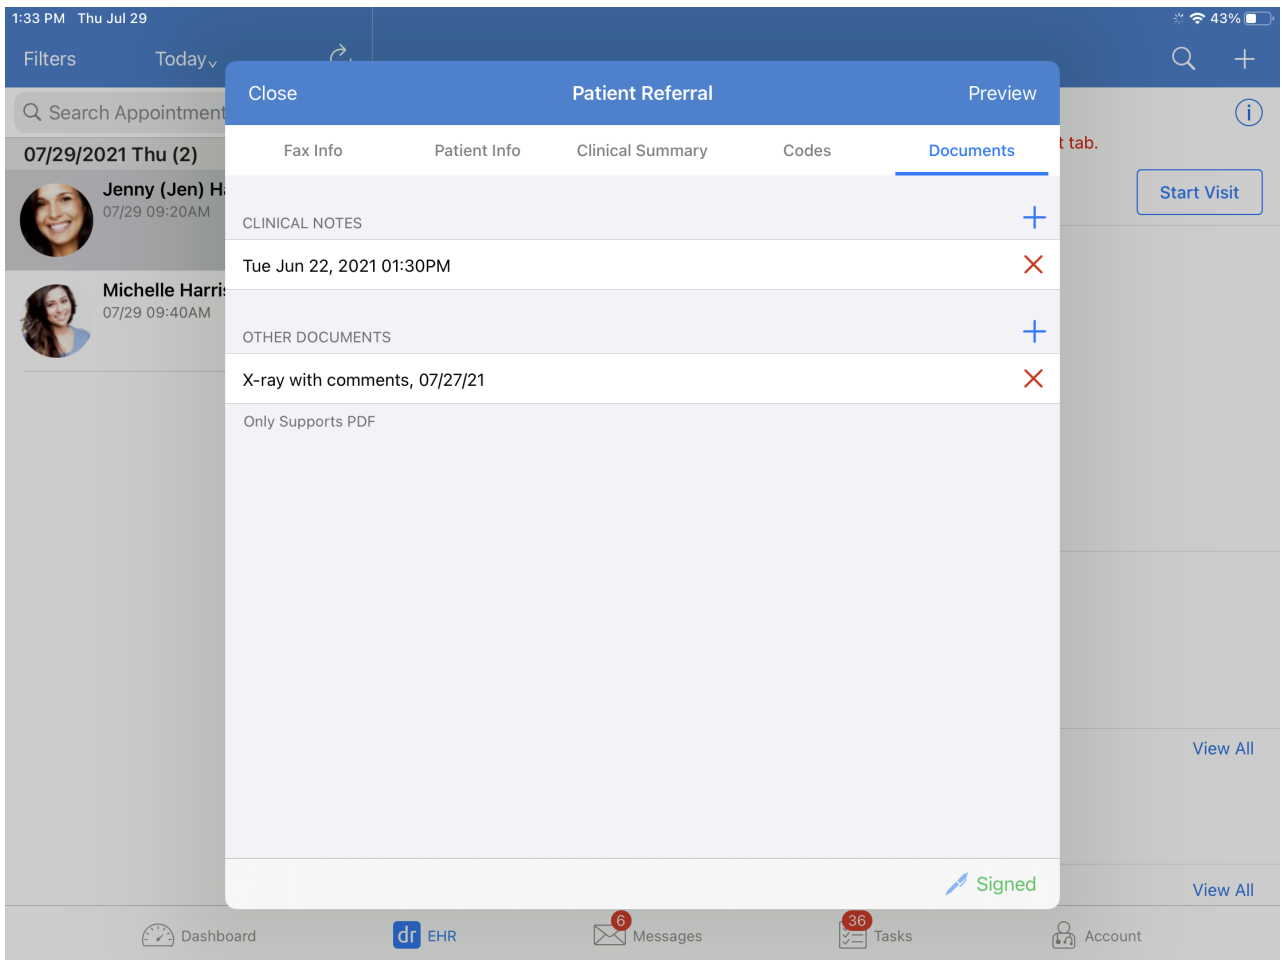 1:33 PM Thu Jul 29
43%
Filters
Today
Search Appointment
07/29/2021 Thu (2)
Jenny (Jen) Ha
07/29 09:20AM
Michelle Harris
07/29 09:40AM
Close
Patient Referral
Preview
Fax Info
Patient Info
Clinical Summary
Codes
Documents
CLINICAL NOTES
Tue Jun 22, 2021 01:30PM
OTHER DOCUMENTS
X-ray with comments, 07/27/21
Only Supports PDF
Signed
t tab.
Start Visit
View All
View All
Dashboard
dr EHR
6
Messages
36
Tasks
Account